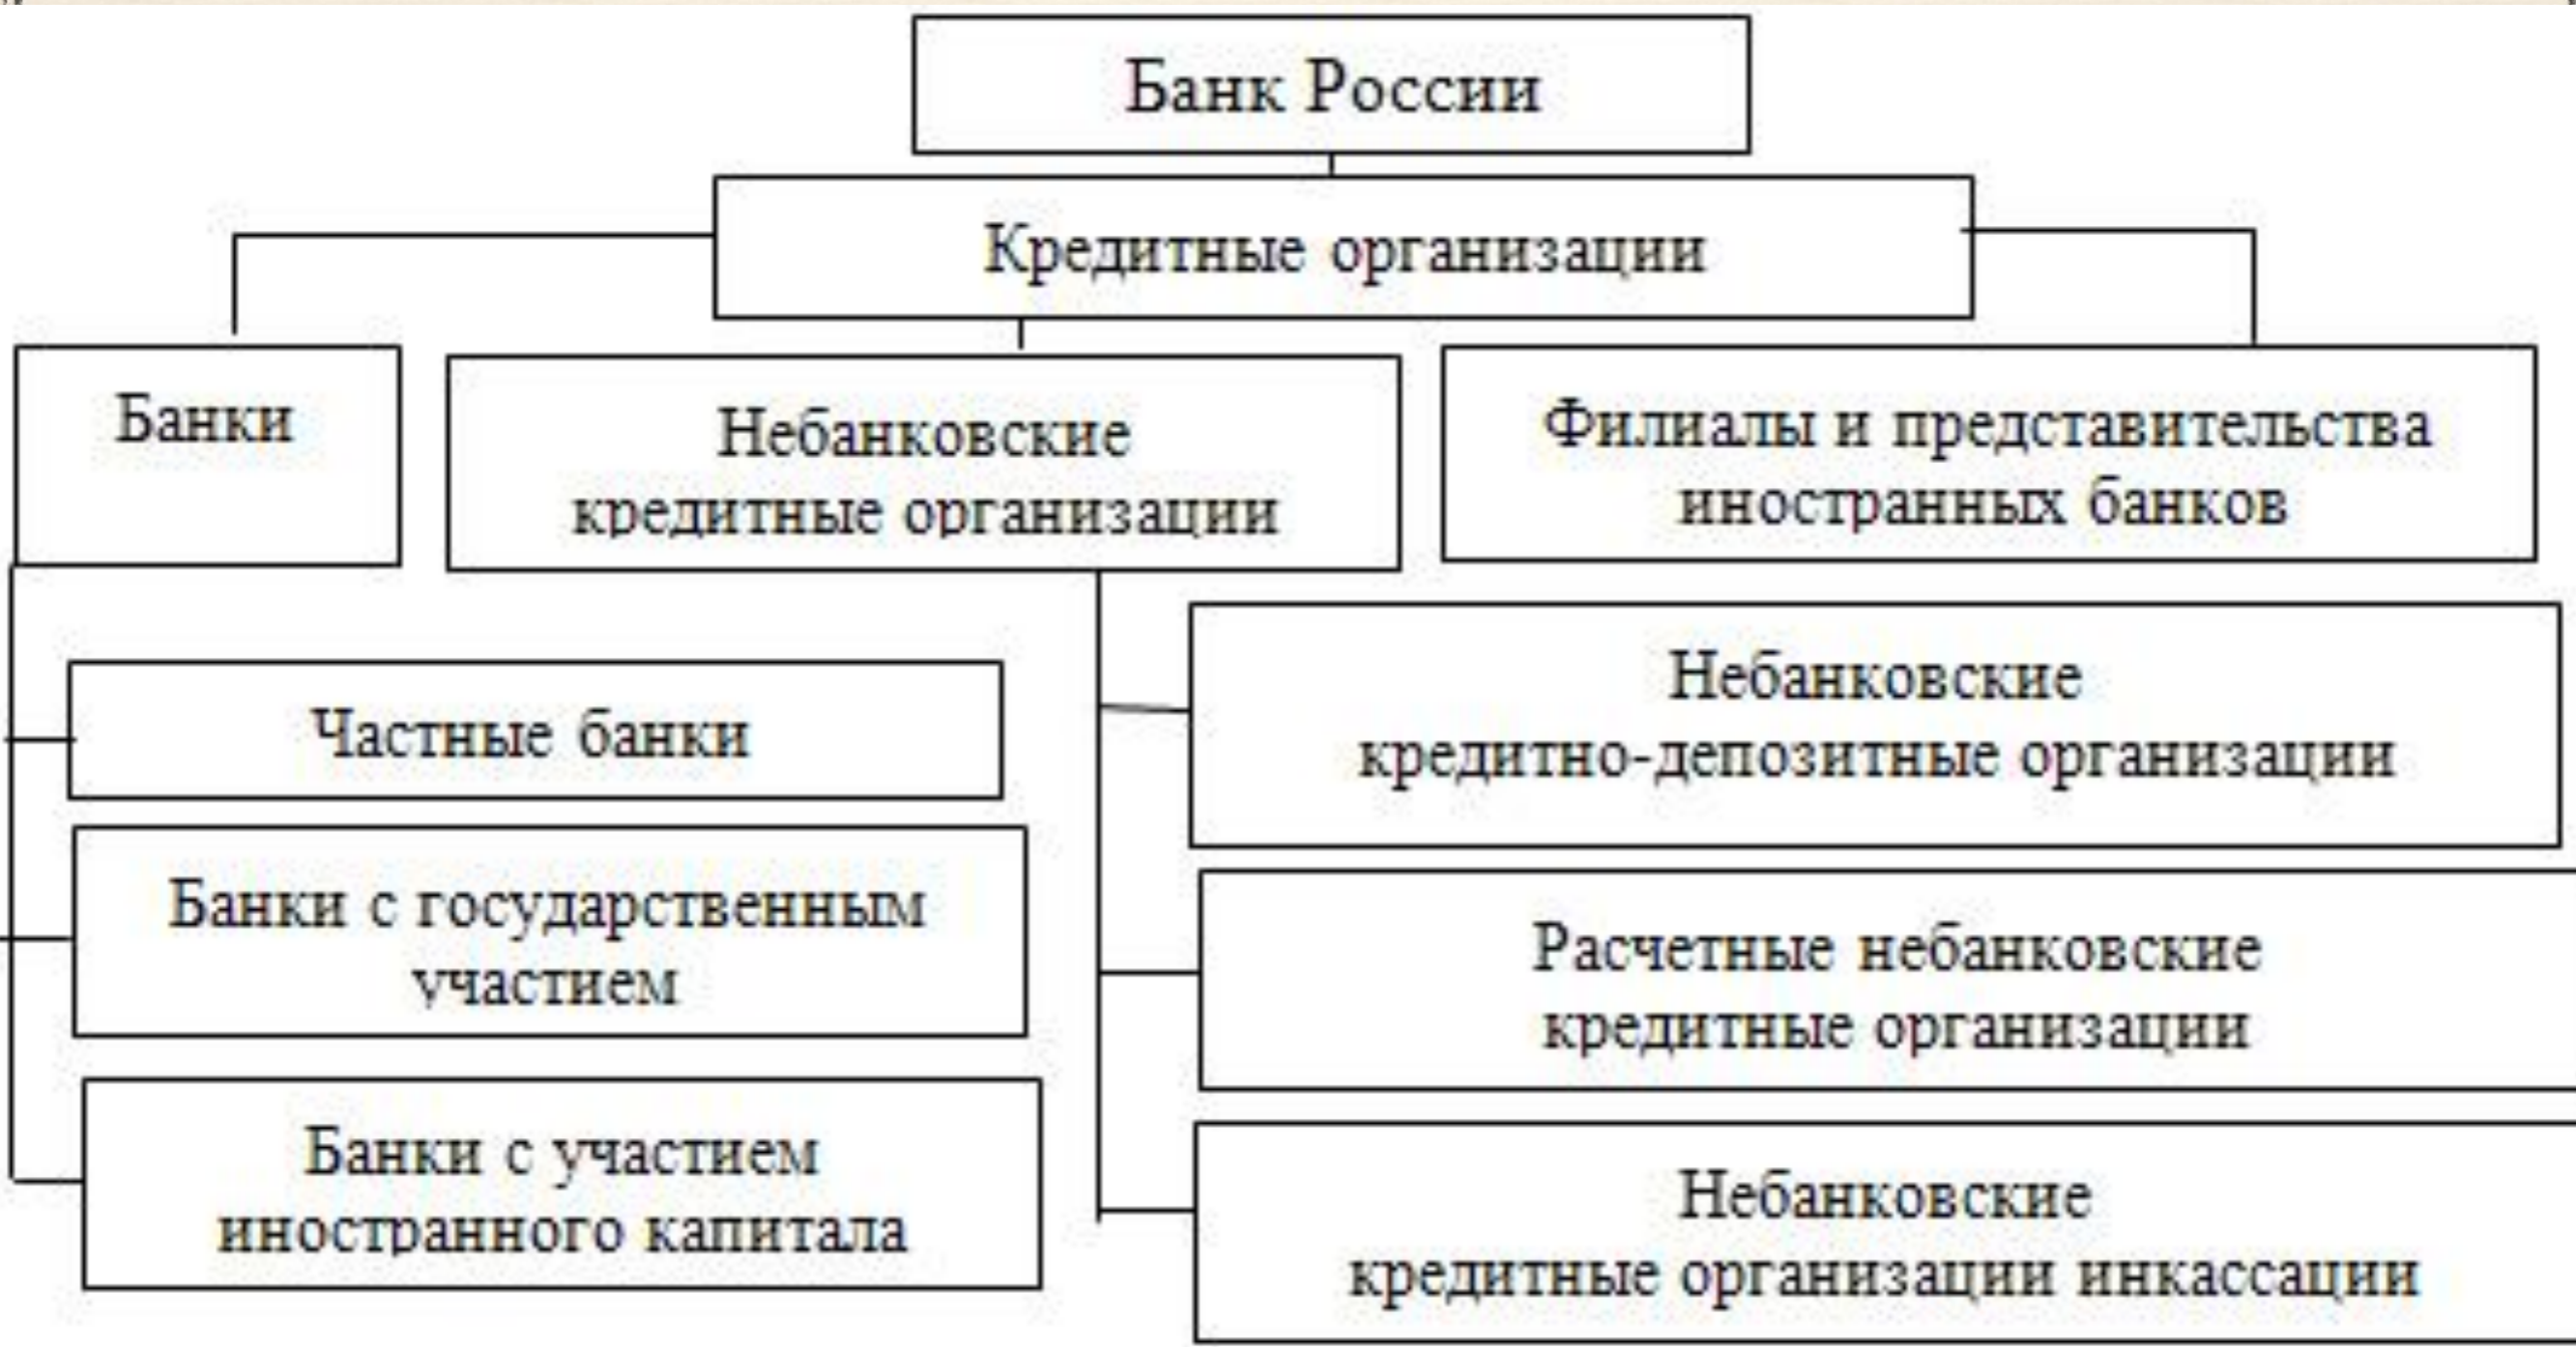 Банк России
Кредитные организации
Банки
Небанковские
кредитные организации
Филиалы и представительства
иностранных банков
Частные банки
Банки с государственным
участием
Банки с участием
иностранного капитала
Небанковские
кредитно-депозитные организации
Расчетные небанковские
кредитные организации
Небанковские
кредитные организации инкассации